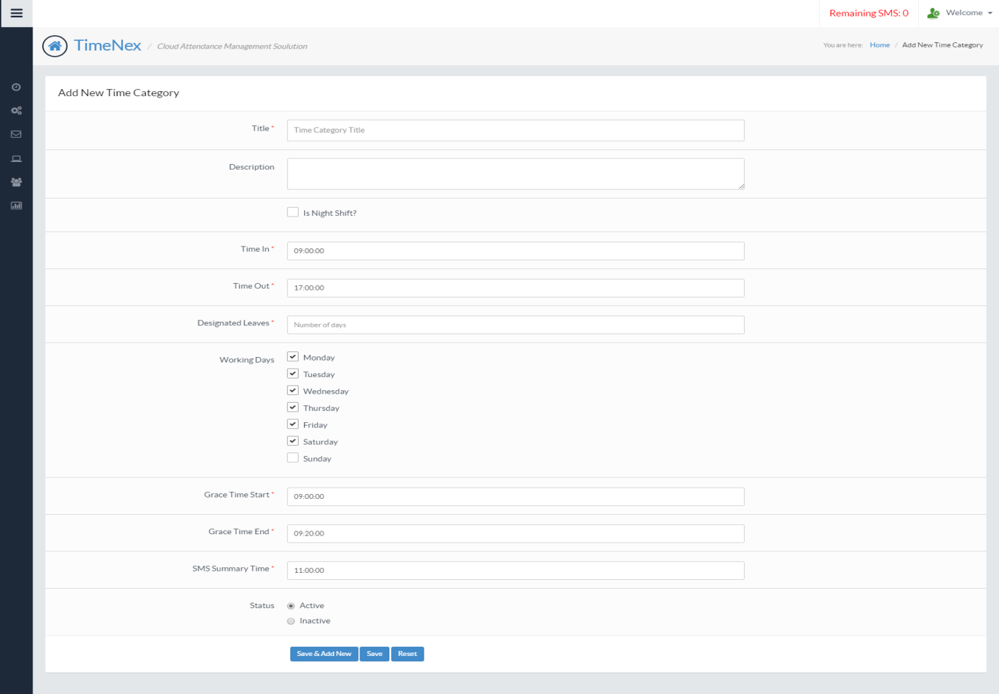 Remaining SMS: 0 Welcome
TimeNex / Cloud Attendance Management Soulution You are here: Home / Add New Time Category
Add New Time Category
Title * Time Category Title
Description
Is Night Shift?
Time In * 09:00:00
Time Out * 17:00:00
Designated Leaves * Number of days
Working Days Monday
Tuesday
Wednesday
Thursday
Friday
Saturday
Sunday
Grace Time Start * 09:00:00
Grace Time End * 09:20:00
SMS Summary Time * 11:00:00
Status Active
Inactive
Save & Add New Save Reset